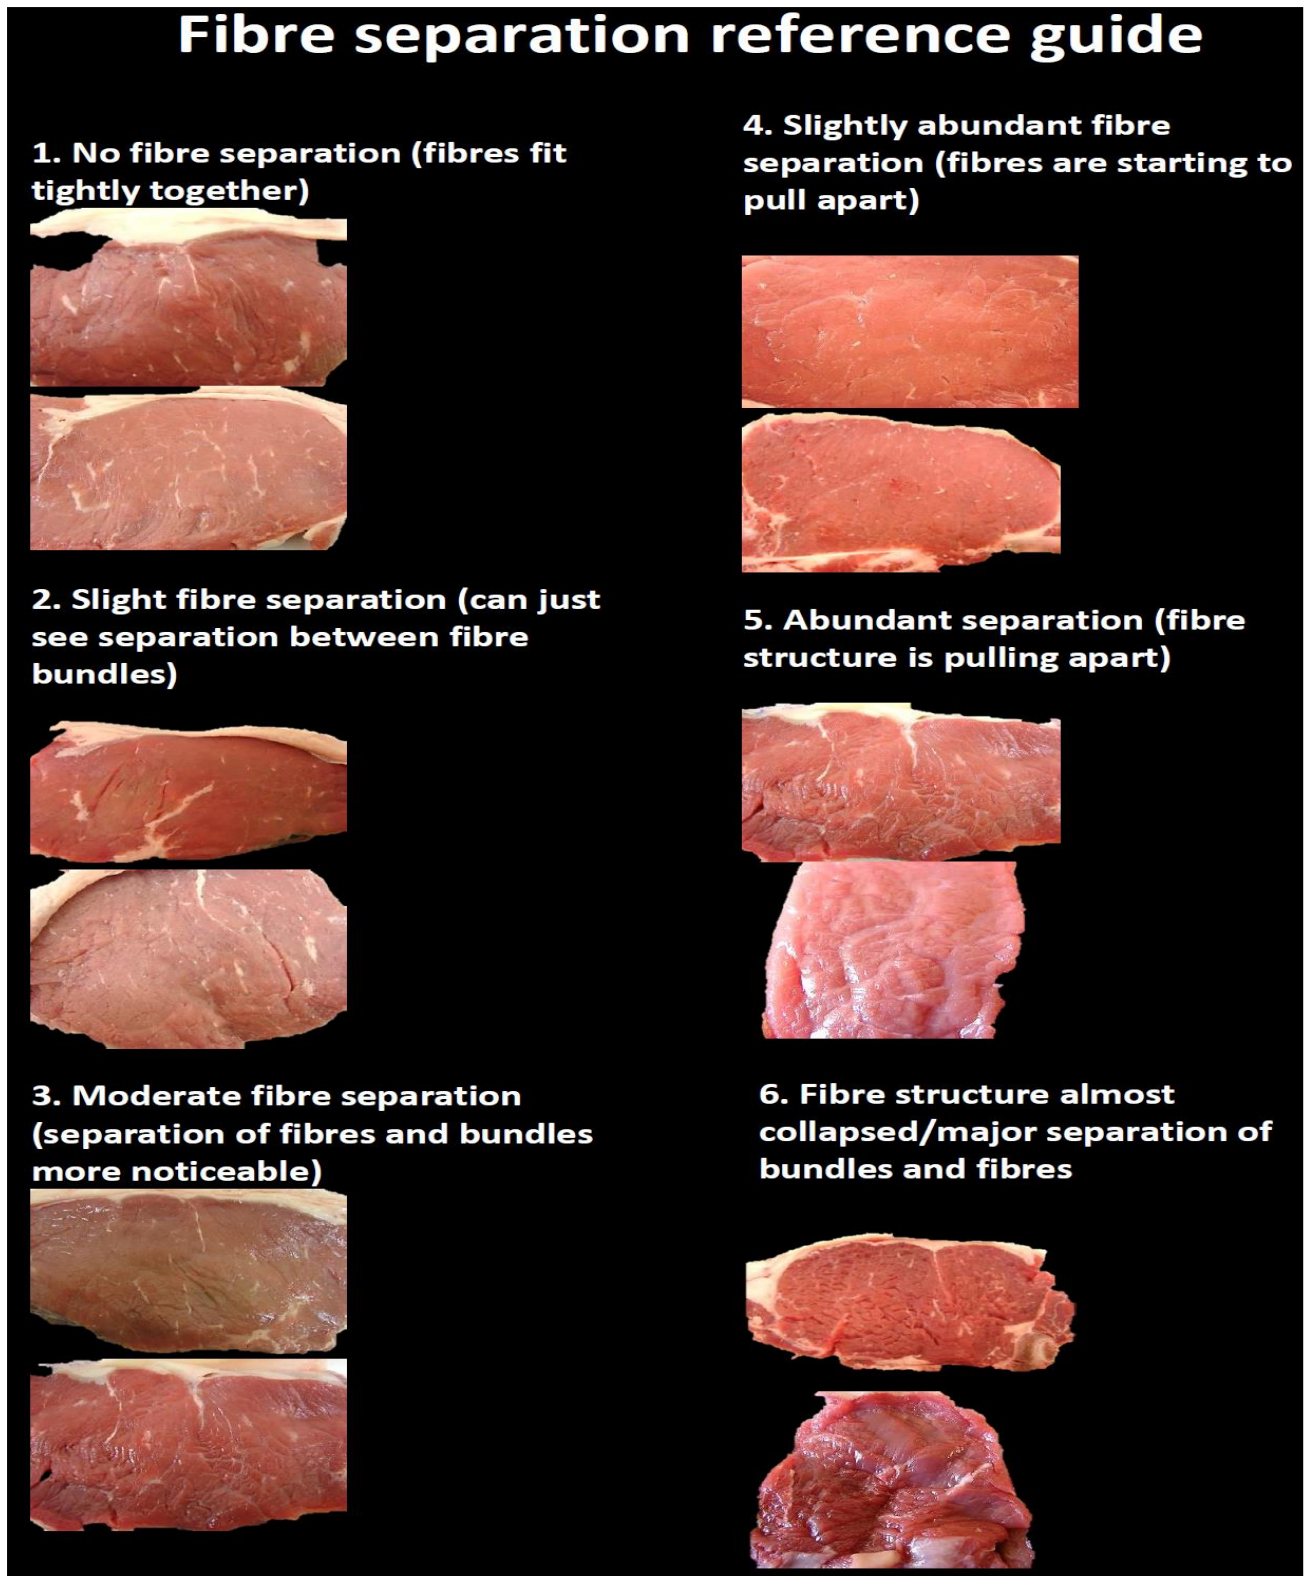 Fibre separation reference guide
1. No fibre separation (fibres fit
tightly together)
2. Slight fibre separation (can just
see separation between fibre
bundles)
3. Moderate fibre separation
(separation of fibres and bundles
more noticeable)
4. Slightly abundant fibre
separation (fibres are starting to
pull apart)
5. Abundant separation (fibre
structure is pulling apart)
6. Fibre structure almost
collapsed/major separation of
bundles and fibres